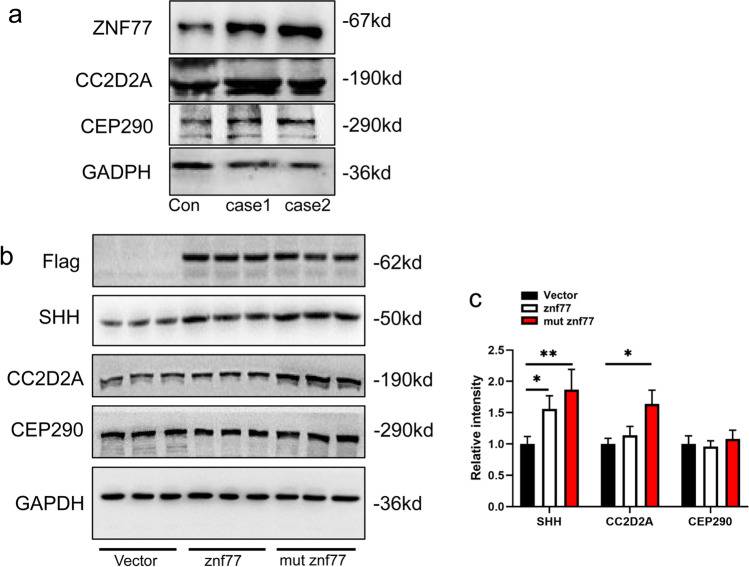 a
ZNF77 -67kd
CC2D2A -190kd
CEP290 -290kd
GADPH -36kd
Con case1 case2
b
Flag -62kd
SHH -50kd
CC2D2A -190kd
CEP290 -290kd
GAPDH -36kd
Vector znf77 mut znf77
c
Vector
znf77
mut znf77
Relative intensity
2.5
2.0
1.5
1.0
0.5
0.0
** 
*
*
SHH CC2D2A CEP290